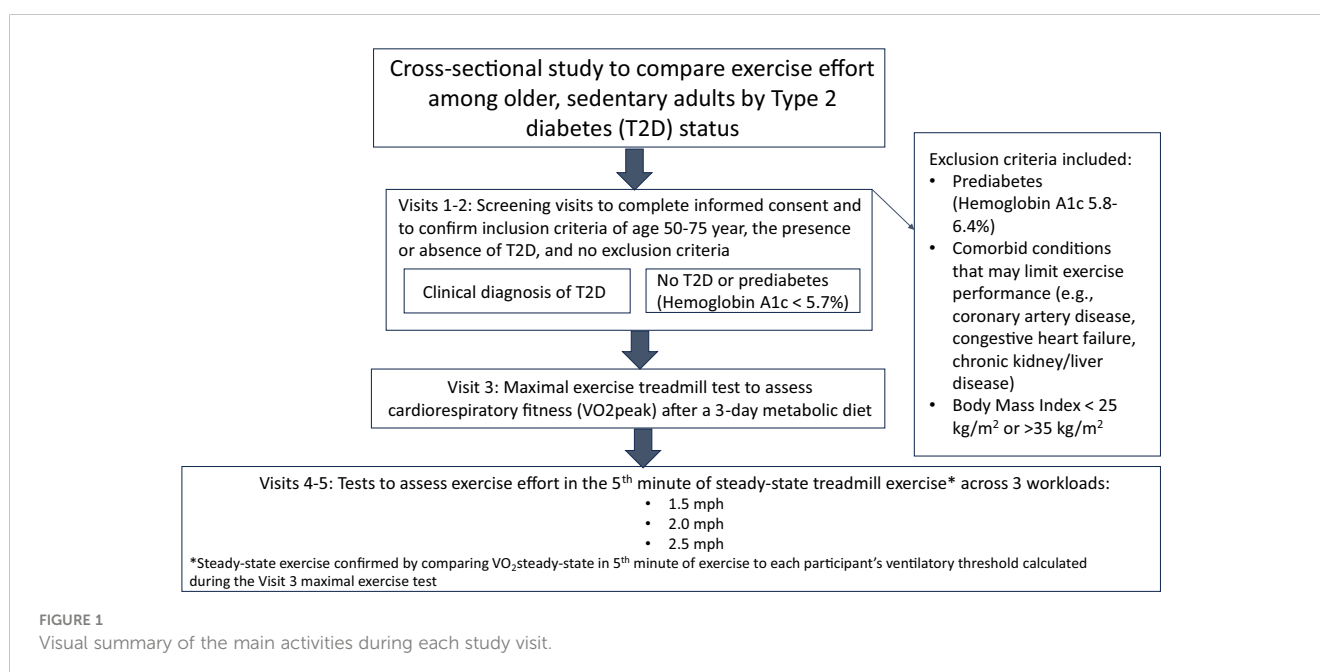 Cross-sectional study to compare exercise effort
among older, sedentary adults by Type 2
diabetes (T2D) status
Visits 1-2: Screening visits to complete informed consent and
to confirm inclusion criteria of age 50-75 year, the presence
or absence of T2D, and no exclusion criteria
Clinical diagnosis of T2D
No T2D or prediabetes
(Hemoglobin A1c < 5.7%)
Exclusion criteria included:
• Prediabetes
(Hemoglobin A1c 5.8-
6.4%)
• Comorbid conditions
that may limit exercise
performance (e.g.,
coronary artery disease,
congestive heart failure,
chronic kidney/liver
disease)
• Body Mass Index < 25
kg/m² or >35 kg/m²
Visit 3: Maximal exercise treadmill test to assess
cardiorespiratory fitness (VO2peak) after a 3-day metabolic diet
Visits 4-5: Tests to assess exercise effort in the 5th minute of steady-state treadmill exercise* across 3 workloads:
• 1.5 mph
• 2.0 mph
• 2.5 mph
*Steady-state exercise confirmed by comparing VO₂steady-state in 5th minute of exercise to each participant's ventilatory threshold calculated
during the Visit 3 maximal exercise test
FIGURE 1
Visual summary of the main activities during each study visit.